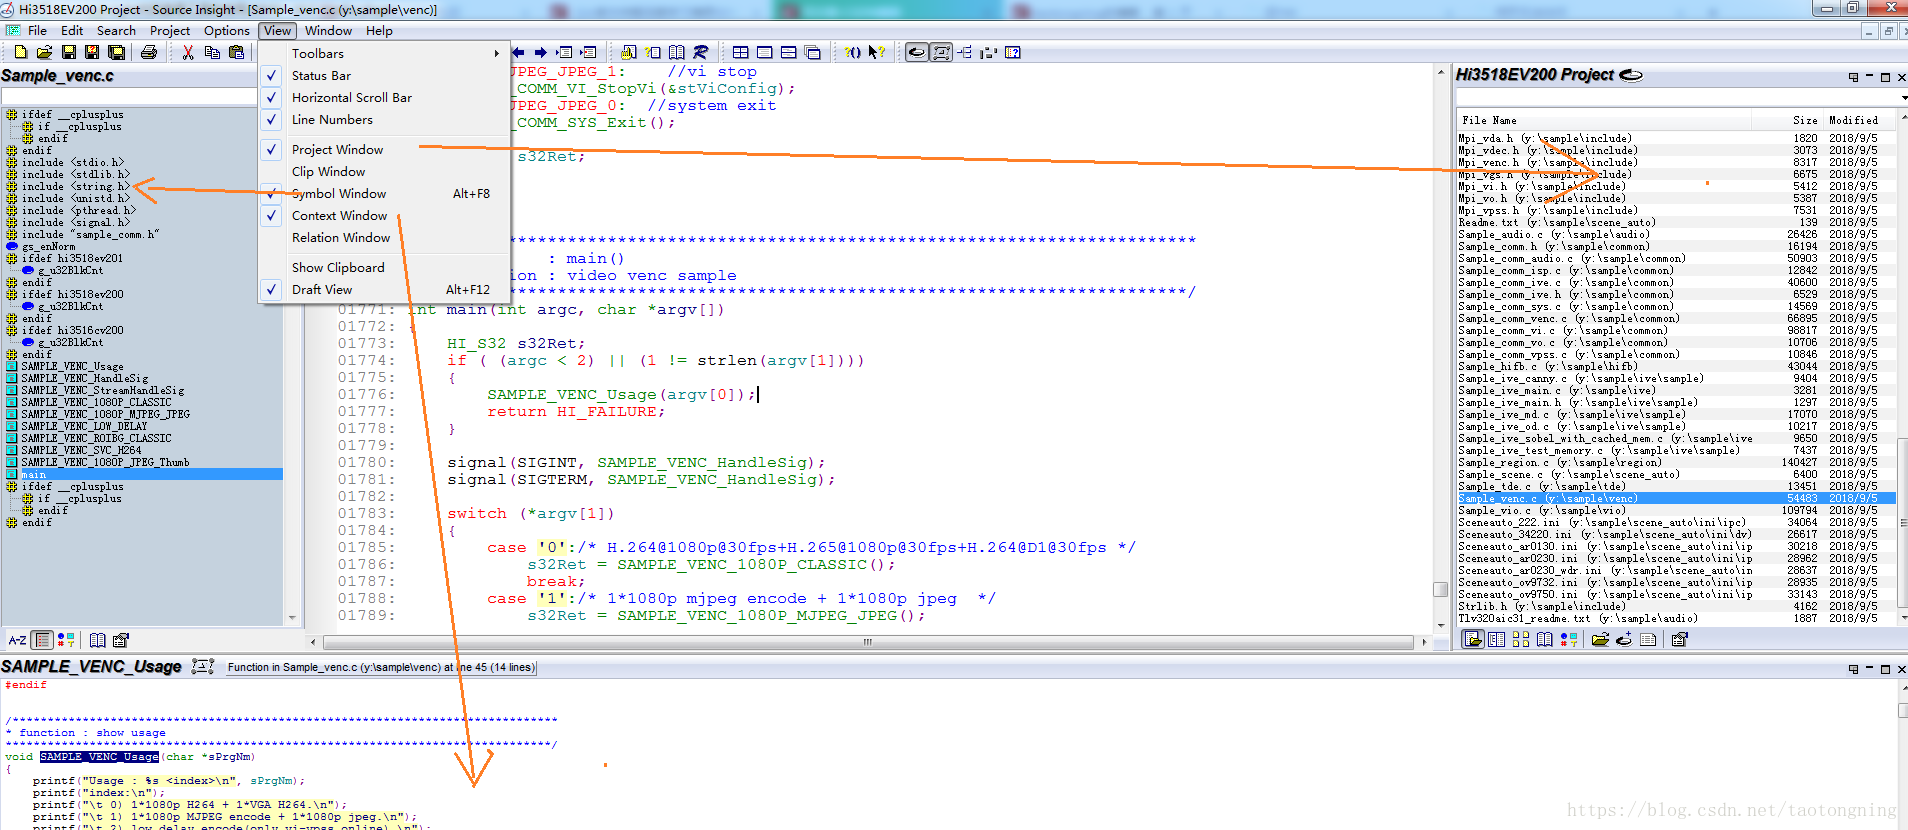 Hi3518EV200 Project - Source Insight - [Sample_venc.c (y:\sample\venc)]
File Edit Search Project Options View Window Help
Sample_venc.c
ifdef __cplusplus
if __cplusplus
endif
endif
include <stdio.h>
include <stdlib.h>
include <string.h>
include <unistd.h>
include <pthread.h>
include <signal.h>
include "sample_comm.h"
gs_enNorm
ifdef hi3518ev201
g_u32BlkCnt
endif
ifdef hi3518ev200
g_u32BlkCnt
endif
ifdef hi3516ev200
g_u32BlkCnt
endif
SAMPLE_VENC_Usage
SAMPLE_VENC_HandleSig
SAMPLE_VENC_StreamHandleSig
SAMPLE_VENC_1080P_CLASSIC
SAMPLE_VENC_1080P_MJPEG_JPEG
SAMPLE_VENC_LOW_DELAY
SAMPLE_VENC_ROIBG_CLASSIC
SAMPLE_VENC_SVC_H264
SAMPLE_VENC_1080P_JPEG_Thumb
main
ifdef __cplusplus
if __cplusplus
endif
endif
A-Z
Toolbars
Status Bar
Horizontal Scroll Bar
Line Numbers
Project Window
Clip Window
Symbol Window Alt+F8
Context Window
Relation Window
Show Clipboard
Draft View Alt+F12
JPEG_JPEG_1: //vi stop
_COMM_VI_StopVi(&stViConfig);
JPEG_JPEG_0: //system exit
_COMM_SYS_Exit();
s32Ret;
*********************************************************************
: main()
ion : video venc sample
********************************************************************/
01771: int main(int argc, char *argv[])
01772: {
01773: HI_S32 s32Ret;
01774: if ( (argc < 2) || (1 != strlen(argv[1])))
01775: {
01776: SAMPLE_VENC_Usage(argv[0]);
01777: return HI_FAILURE;
01778: }
01779:
01780: signal(SIGINT, SAMPLE_VENC_HandleSig);
01781: signal(SIGTERM, SAMPLE_VENC_HandleSig);
01782:
01783: switch (*argv[1])
01784: {
01785: case '0':/* H.264@1080p@30fps+H.265@1080p@30fps+H.264@D1@30fps */
01786: s32Ret = SAMPLE_VENC_1080P_CLASSIC();
01787: break;
01788: case '1':/* 1*1080p mjpeg encode + 1*1080p jpeg */
01789: s32Ret = SAMPLE_VENC_1080P_MJPEG_JPEG();
Hi3518EV200 Project
File Name Size Modified
Mpi_vda.h (y:\sample\include) 1820 2018/9/5
Mpi_vdec.h (y:\sample\include) 3073 2018/9/5
Mpi_venc.h (y:\sample\include) 8317 2018/9/5
Mpi_vgs.h (y:\sample\include) 6675 2018/9/5
Mpi_vi.h (y:\sample\include) 5412 2018/9/5
Mpi_vo.h (y:\sample\include) 5387 2018/9/5
Mpi_vpss.h (y:\sample\include) 7531 2018/9/5
Readme.txt (y:\sample\scene_auto) 139 2018/9/5
Sample_audio.c (y:\sample\audio) 26426 2018/9/5
Sample_comm.h (y:\sample\common) 16194 2018/9/5
Sample_comm_audio.c (y:\sample\common) 50903 2018/9/5
Sample_comm_isp.c (y:\sample\common) 12842 2018/9/5
Sample_comm_ive.c (y:\sample\common) 40600 2018/9/5
Sample_comm_ive.h (y:\sample\common) 6529 2018/9/5
Sample_comm_sys.c (y:\sample\common) 14569 2018/9/5
Sample_comm_venc.c (y:\sample\common) 66895 2018/9/5
Sample_comm_vi.c (y:\sample\common) 98817 2018/9/5
Sample_comm_vo.c (y:\sample\common) 10706 2018/9/5
Sample_comm_vpss.c (y:\sample\common) 10846 2018/9/5
Sample_hifb.c (y:\sample\hifb) 43044 2018/9/5
Sample_ive_canny.c (y:\sample\ive\sample) 9404 2018/9/5
Sample_ive_main.c (y:\sample\ive) 3281 2018/9/5
Sample_ive_main.h (y:\sample\ive) 1297 2018/9/5
Sample_ive_md.c (y:\sample\ive\sample) 17070 2018/9/5
Sample_ive_od.c (y:\sample\ive\sample) 10217 2018/9/5
Sample_ive_sobel_with_cached_mem.c (y:\sample\ive 9650 2018/9/5
Sample_ive_test_memory.c (y:\sample\ive\sample) 7437 2018/9/5
Sample_region.c (y:\sample\region) 140427 2018/9/5
Sample_scene.c (y:\sample\scene_auto) 6400 2018/9/5
Sample_tde.c (y:\sample\tde) 13451 2018/9/5
Sample_venc.c (y:\sample\venc) 54483 2018/9/5
Sample_vio.c (y:\sample\vio) 109794 2018/9/5
Sceneauto_222.ini (y:\sample\scene_auto\ini\ipc) 34064 2018/9/5
Sceneauto_34220.ini (y:\sample\scene_auto\ini\dv) 26617 2018/9/5
Sceneauto_ar0130.ini (y:\sample\scene_auto\ini\ip 30218 2018/9/5
Sceneauto_ar0230.ini (y:\sample\scene_auto\ini\ip 28962 2018/9/5
Sceneauto_ar0230_wdr.ini (y:\sample\scene_auto\in 28637 2018/9/5
Sceneauto_ov9732.ini (y:\sample\scene_auto\ini\ip 28935 2018/9/5
Sceneauto_ov9750.ini (y:\sample\scene_auto\ini\ip 33143 2018/9/5
Strlib.h (y:\sample\include) 4162 2018/9/5
Tlv320aic31_readme.txt (y:\sample\audio) 1887 2018/9/5
SAMPLE_VENC_Usage Function in Sample_venc.c (y:\sample\venc) at line 45 (14 lines)
#endif
/******************************************************************************
* function : show usage
******************************************************************************/
void SAMPLE_VENC_Usage(char *sPrgNm)
{
printf("Usage : %s <index>\n", sPrgNm);
printf("index:\n");
printf("\t 0) 1*1080p H264 + 1*VGA H264.\n");
printf("\t 1) 1*1080p MJPEG encode + 1*1080p jpeg.\n");
printf("\t 2) low delay encode(only vi-vpss online).\n");
https://blog.csdn.net/taotongning